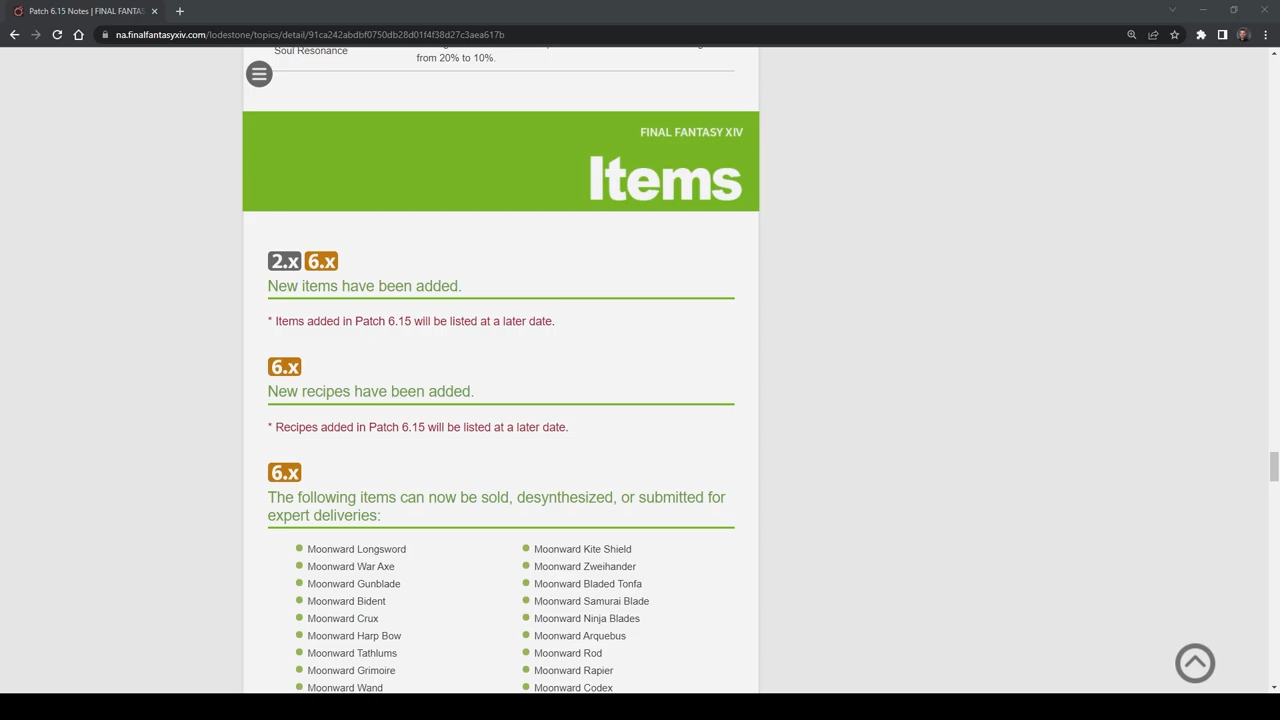 Patch 6.15 Notes | FINAL FANTAS
na.finalfantasyxiv.com/lodestone/topics/detail/91ca242abdbf0750db28d01f4f38d27c3aea617b
Soul Resonance
from 20% to 10%.
FINAL FANTASY XIV
Items
2.x 6.x
New items have been added.
* Items added in Patch 6.15 will be listed at a later date.
6.x
New recipes have been added.
* Recipes added in Patch 6.15 will be listed at a later date.
6.x
The following items can now be sold, desynthesized, or submitted for
expert deliveries:
Moonward Longsword
Moonward Kite Shield
Moonward War Axe
Moonward Zweihander
Moonward Gunblade
Moonward Bladed Tonfa
Moonward Bident
Moonward Samurai Blade
Moonward Crux
Moonward Ninja Blades
Moonward Harp Bow
Moonward Arquebus
Moonward Tathlums
Moonward Rod
Moonward Grimoire
Moonward Rapier
Moonward Wand
Moonward Codex